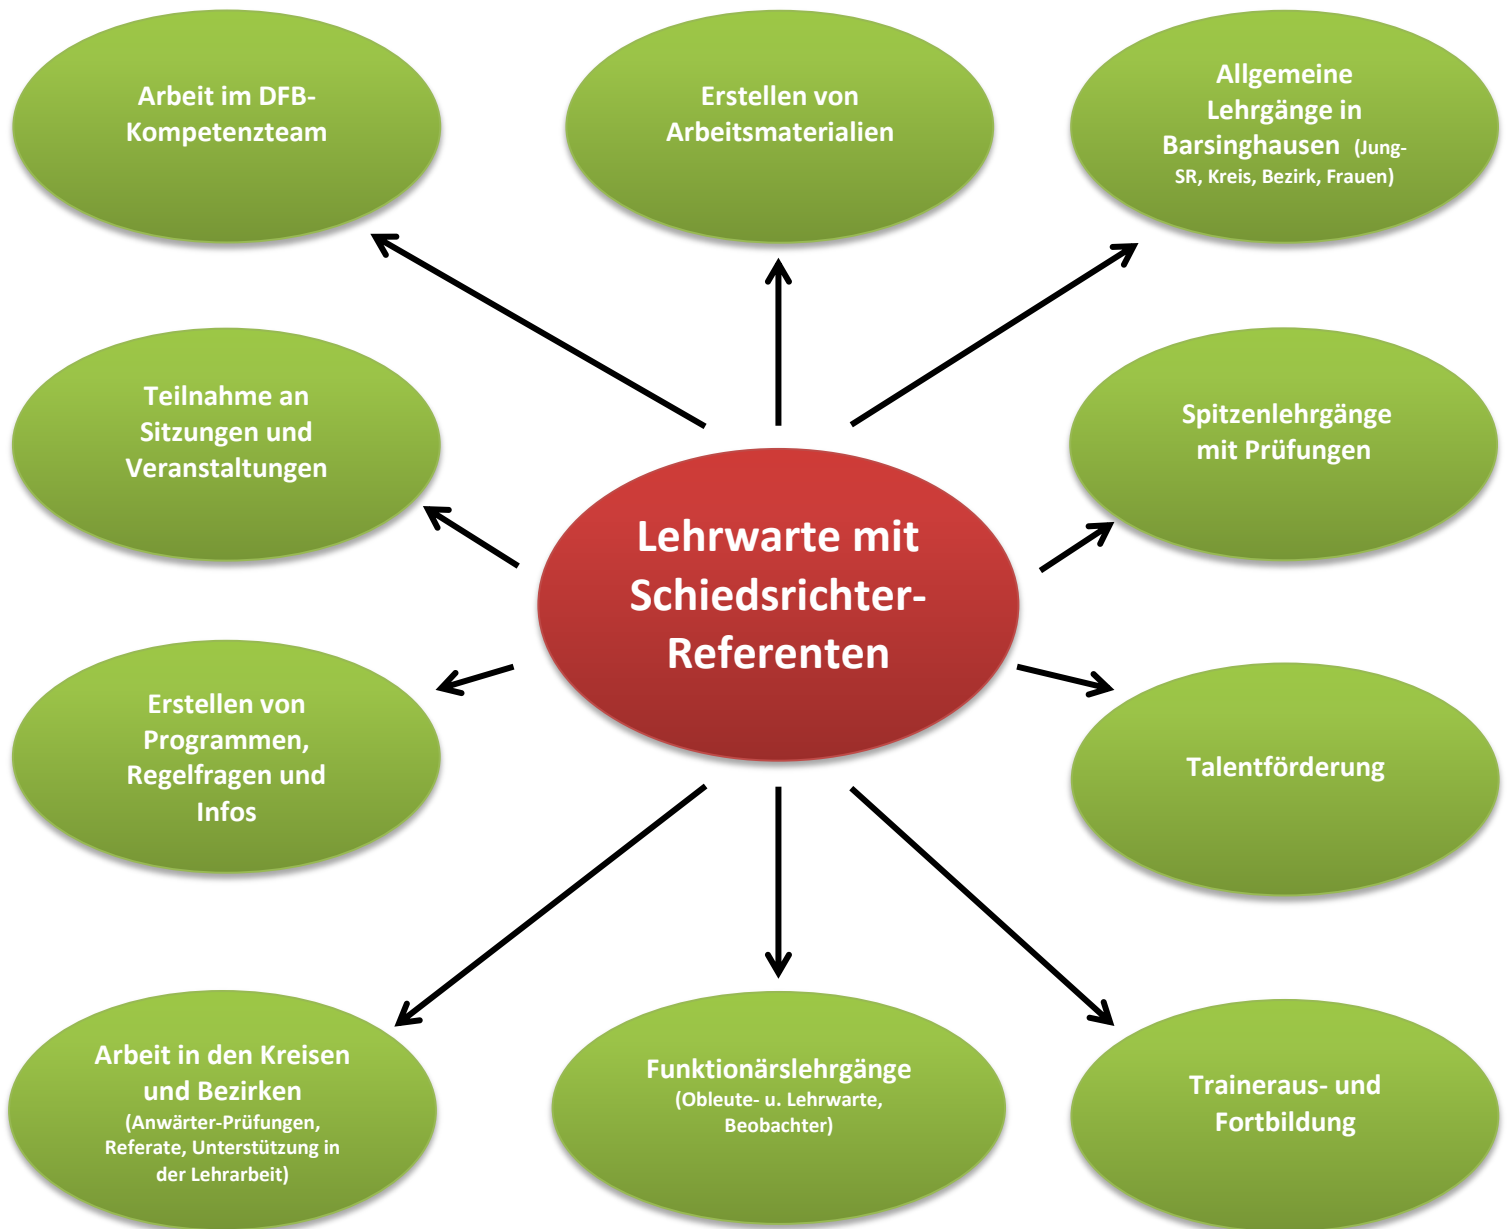 Arbeit im DFB-
Kompetenzteam
Erstellen von
Arbeitsmaterialien
Allgemeine
Lehrgänge in
Barsinghausen (Jung-
SR, Kreis, Bezirk, Frauen)
Teilnahme an
Sitzungen und
Veranstaltungen
Spitzenlehrgänge
mit Prüfungen
Lehrwarte mit
Schiedsrichter-
Referenten
Erstellen von
Programmen,
Regelfragen und
Infos
Talentförderung
Arbeit in den Kreisen
und Bezirken
(Anwärter-Prüfungen,
Referate, Unterstützung in
der Lehrarbeit)
Funktionärslehrgänge
(Obleute- u. Lehrwarte,
Beobachter)
Traineraus- und
Fortbildung